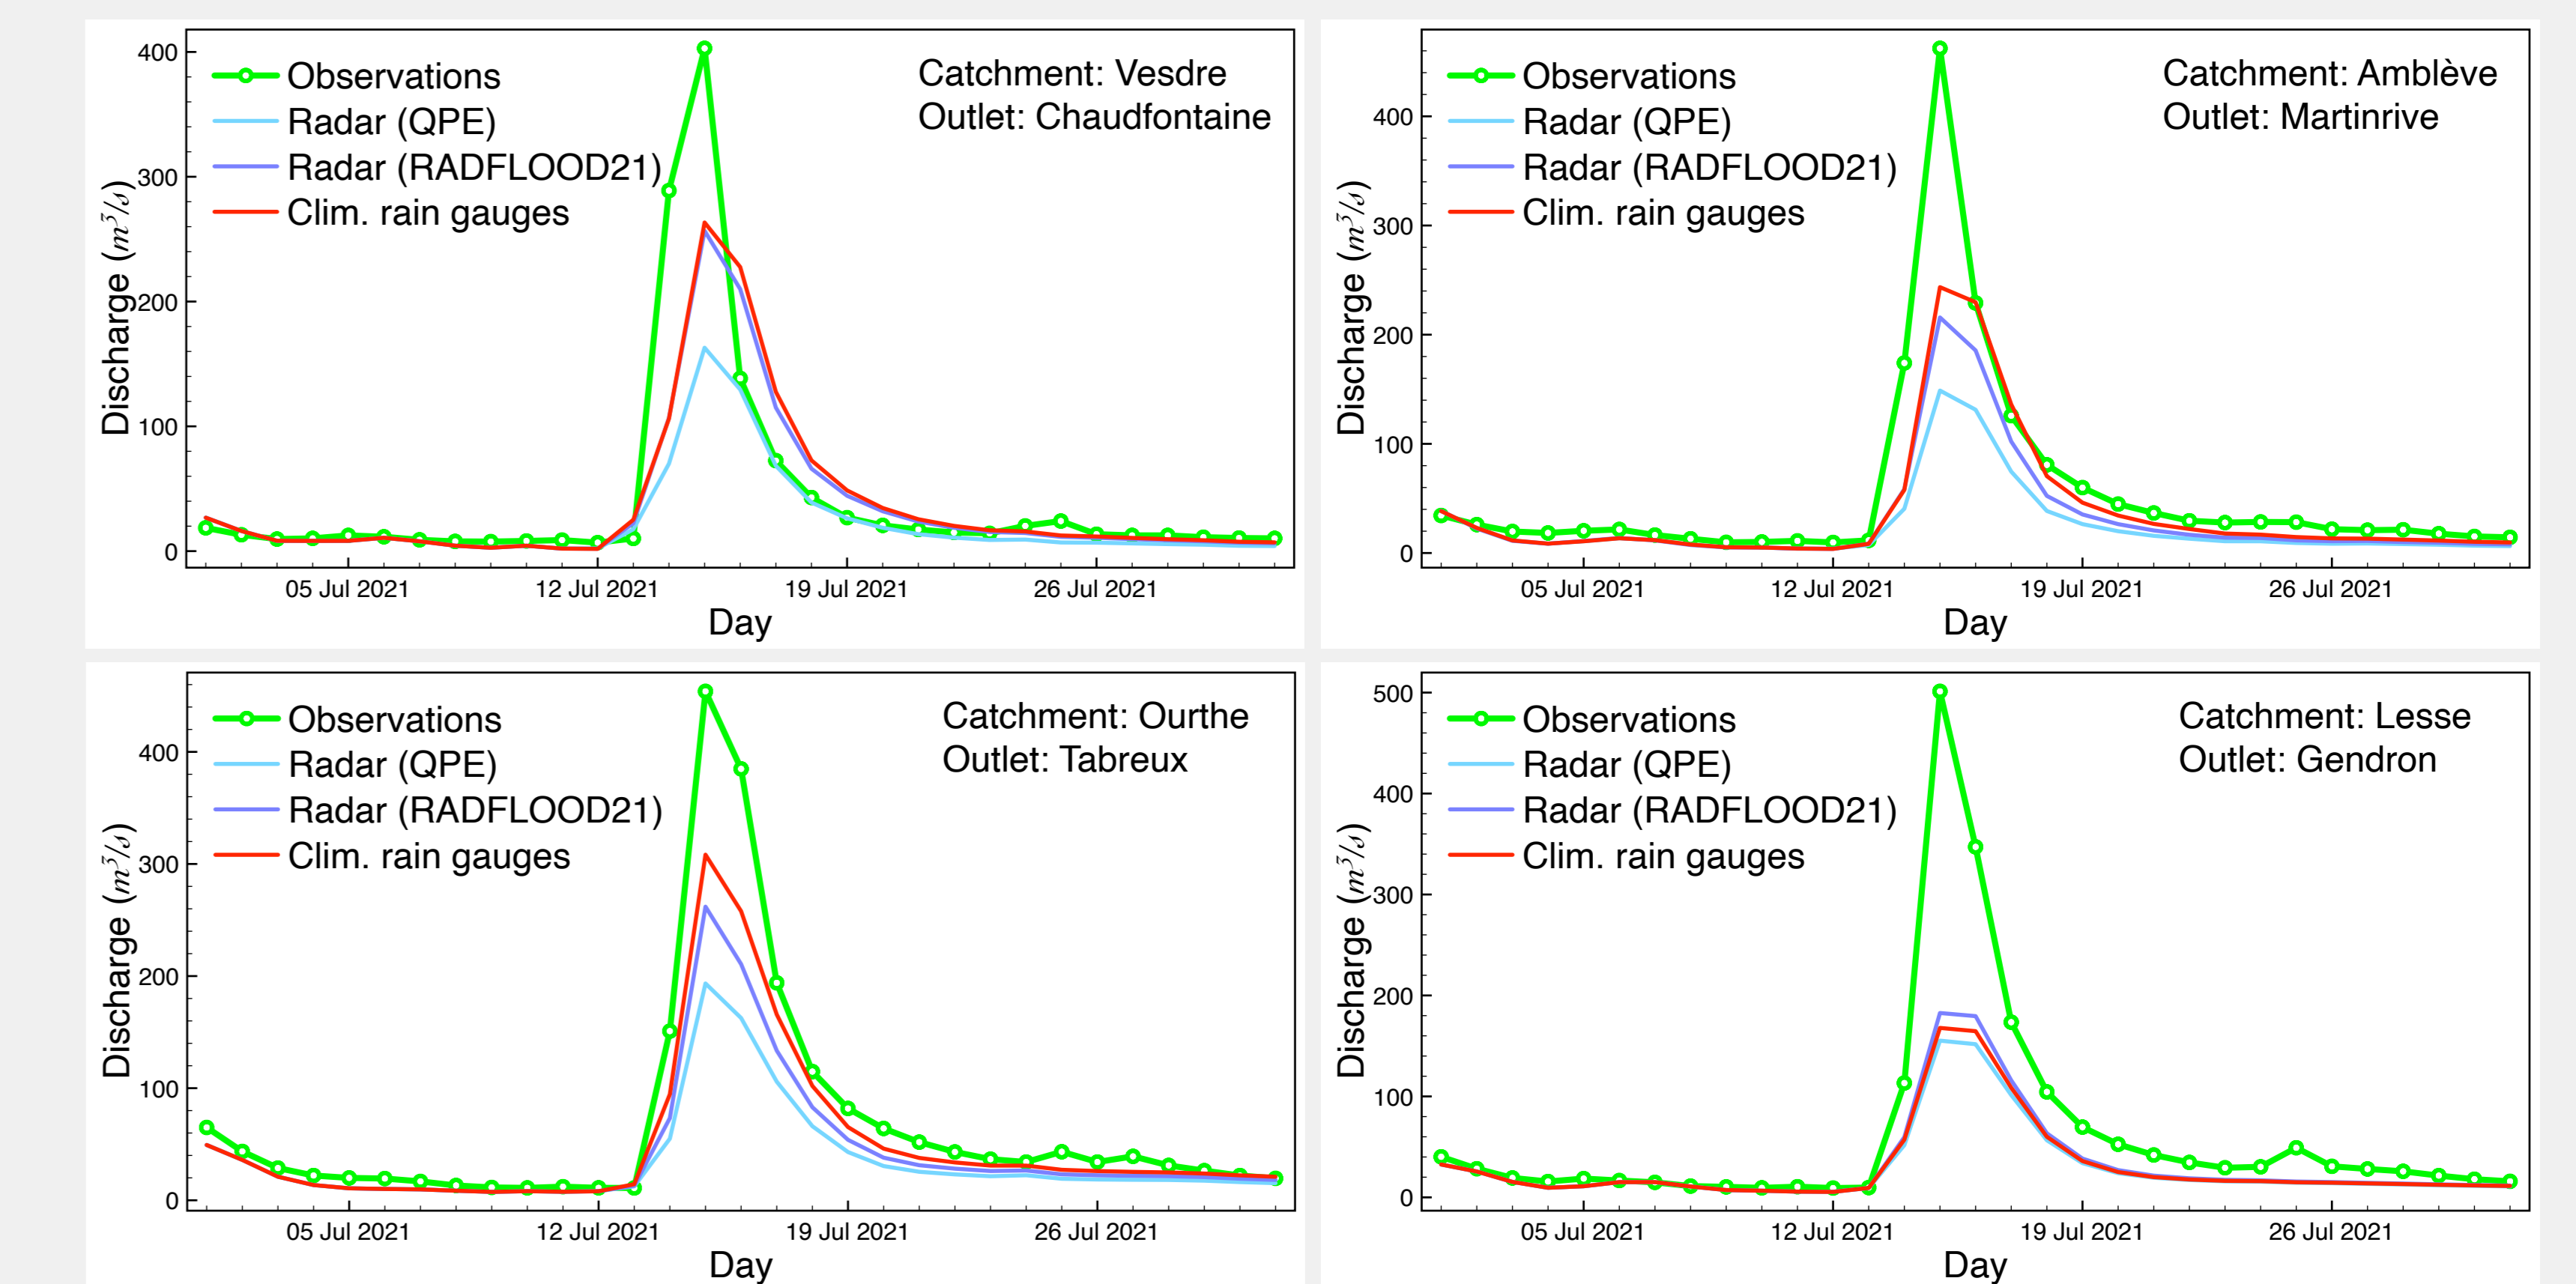 400
300
200
100
0
Discharge (m³/s)
Observations
Radar (QPE)
Radar (RADFLOOD21)
Clim. rain gauges
Catchment: Vesdre
Outlet: Chaudfontaine
05 Jul 2021
12 Jul 2021
19 Jul 2021
26 Jul 2021
Day
400
300
200
100
0
Discharge (m³/s)
Observations
Radar (QPE)
Radar (RADFLOOD21)
Clim. rain gauges
Catchment: Amblève
Outlet: Martinrive
05 Jul 2021
12 Jul 2021
19 Jul 2021
26 Jul 2021
Day
400
300
200
100
0
Discharge (m³/s)
Observations
Radar (QPE)
Radar (RADFLOOD21)
Clim. rain gauges
Catchment: Ourthe
Outlet: Tabreux
05 Jul 2021
12 Jul 2021
19 Jul 2021
26 Jul 2021
Day
500
400
300
200
100
0
Discharge (m³/s)
Observations
Radar (QPE)
Radar (RADFLOOD21)
Clim. rain gauges
Catchment: Lesse
Outlet: Gendron
05 Jul 2021
12 Jul 2021
19 Jul 2021
26 Jul 2021
Day